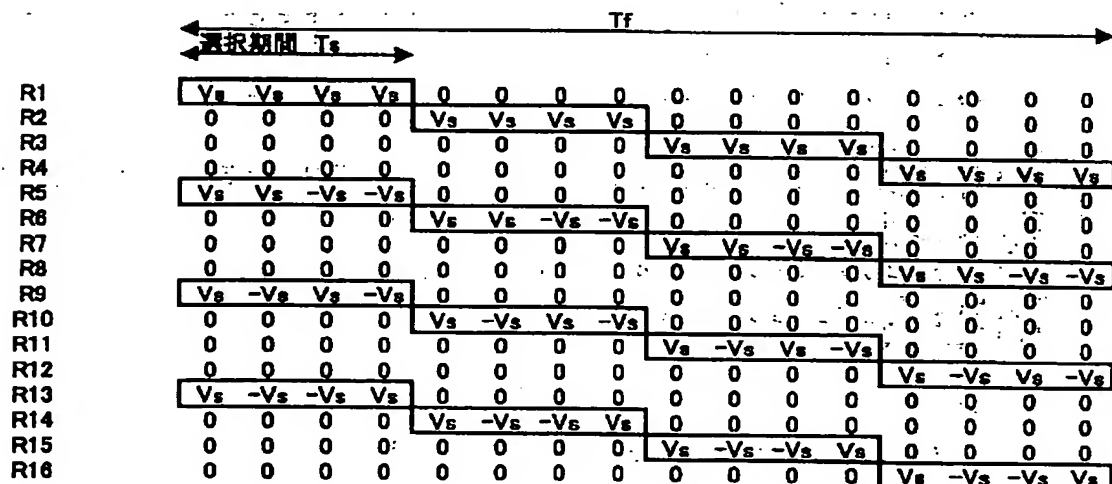 Tf
選択期間 Ts
R1 Vs Vs Vs Vs 0 0 0 0 0 0 0 0 0 0 0 0
R2 0 0 0 0 Vs Vs Vs Vs 0 0 0 0 0 0 0 0
R3 0 0 0 0 0 0 0 0 Vs Vs Vs Vs 0 0 0 0
R4 0 0 0 0 0 0 0 0 0 0 0 0 Vs Vs Vs Vs
R5 Vs Vs -Vs -Vs 0 0 0 0 0 0 0 0 0 0 0 0
R6 0 0 0 0 Vs Vs -Vs -Vs 0 0 0 0 0 0 0 0
R7 0 0 0 0 0 0 0 0 Vs Vs -Vs -Vs 0 0 0 0
R8 0 0 0 0 0 0 0 0 0 0 0 0 Vs Vs -Vs -Vs
R9 Vs -Vs Vs -Vs 0 0 0 0 0 0 0 0 0 0 0 0
R10 0 0 0 0 Vs -Vs Vs -Vs 0 0 0 0 0 0 0 0
R11 0 0 0 0 0 0 0 0 Vs -Vs Vs -Vs 0 0 0 0
R12 0 0 0 0 0 0 0 0 0 0 0 0 Vs -Vs Vs -Vs
R13 Vs -Vs -Vs Vs 0 0 0 0 0 0 0 0 0 0 0 0
R14 0 0 0 0 Vs -Vs -Vs Vs 0 0 0 0 0 0 0 0
R15 0 0 0 0 0 0 0 0 Vs -Vs -Vs Vs 0 0 0 0
R16 0 0 0 0 0 0 0 0 0 0 0 0 Vs -Vs -Vs Vs